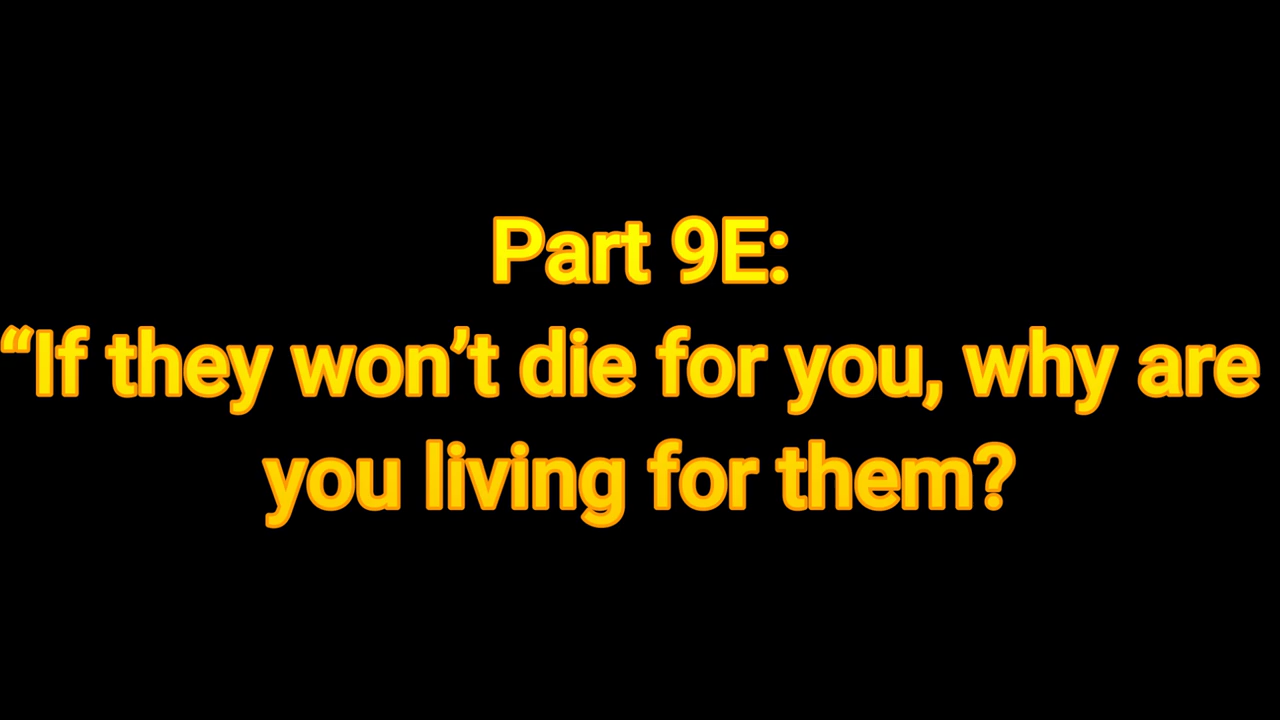 Part 9E:
“If they won’t die for you, why are
you living for them?